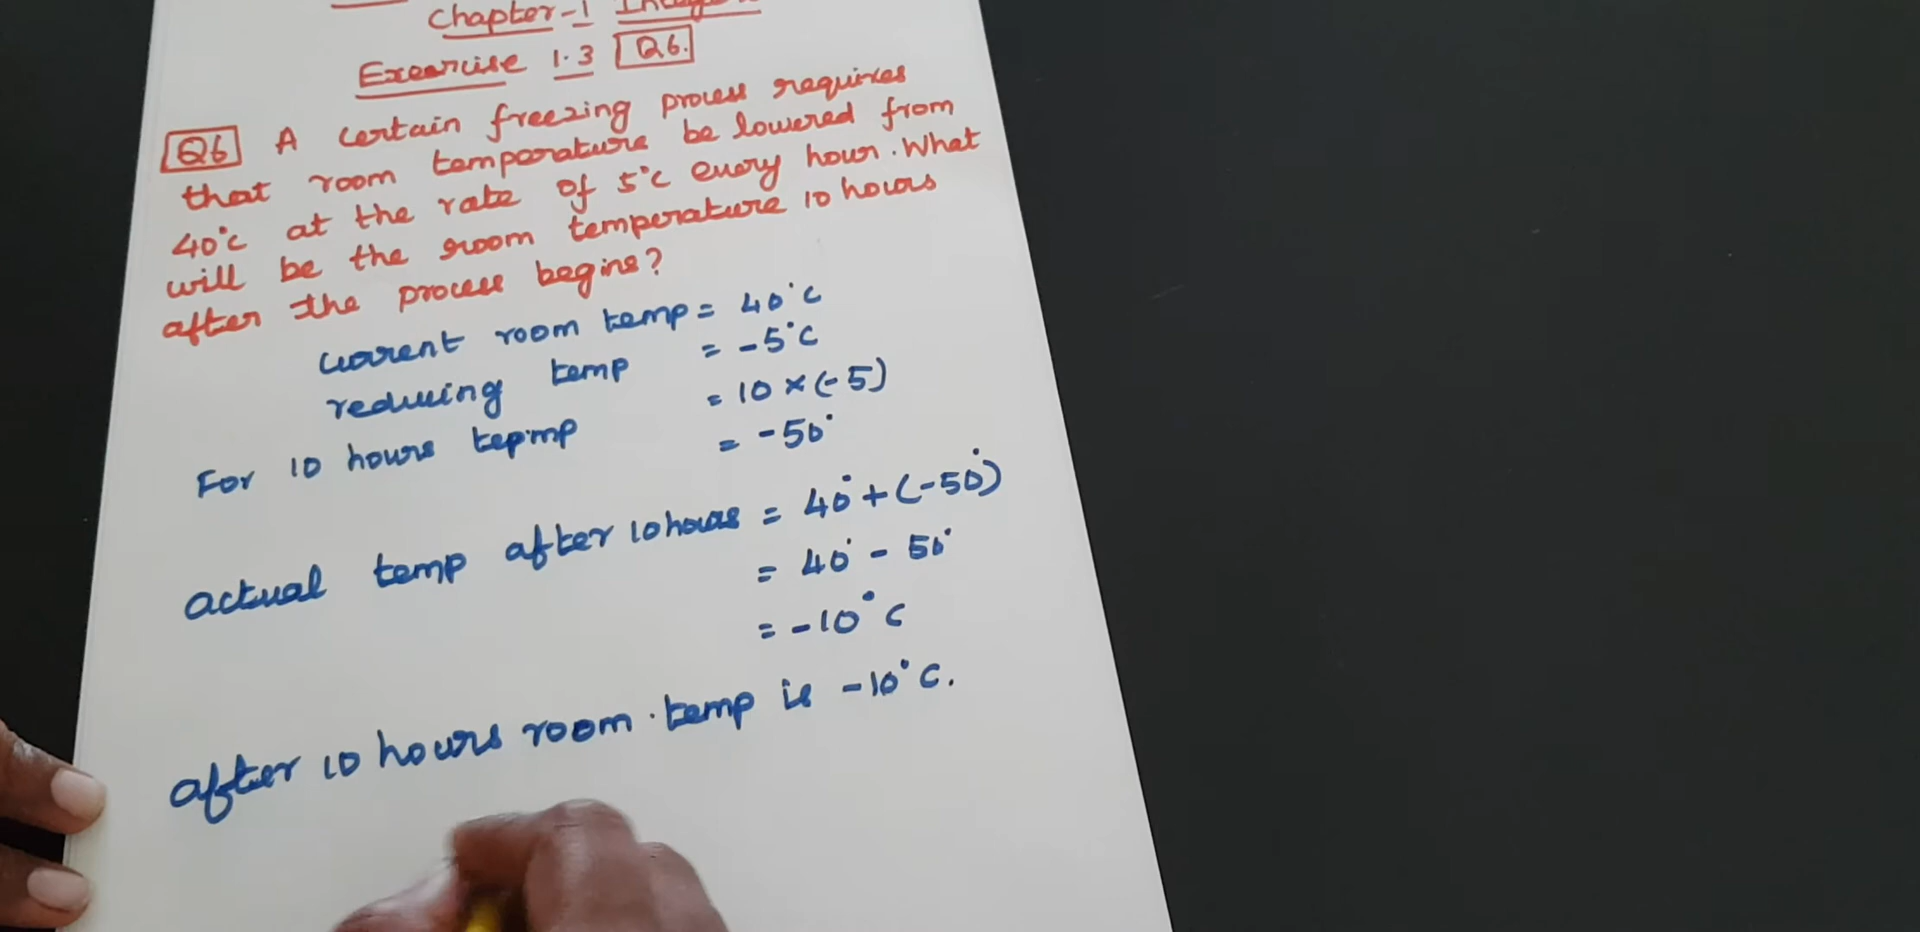 Chapter-1
Exercise 1.3 Q6.
Q6 A certain freezing process requires
that room temperature be lowered from
40°C at the rate of 5°C every hour. What
will be the room temperature 10 hours
after the process begins?
current room temp = 40°C
reducing temp = -5°C
For 10 hours tepmp = 10 × (-5)
= -50°
actual temp after 10 hours = 40° + (-50°)
= 40° - 50°
= -10°C
after 10 hours room temp is -10°C.